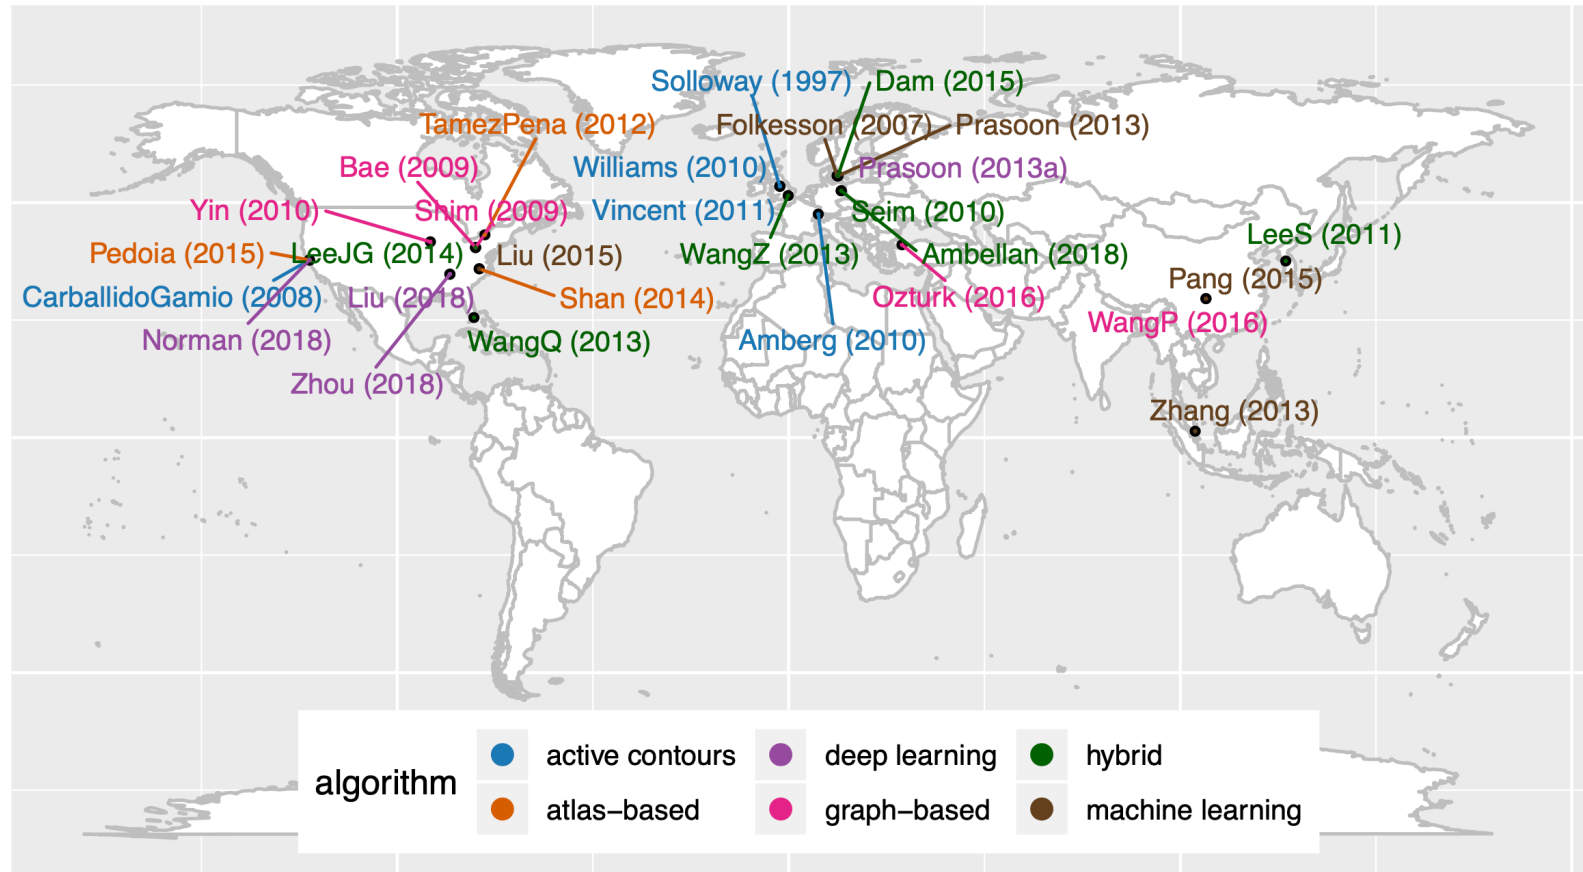 Solloway (1997)
Dam (2015)
TamezPena (2012)
Folkesson (2007)
Prasoon (2013)
Bae (2009)
Williams (2010)
Prasoon (2013a)
Yin (2010)
Shim (2009)
Vincent (2011)
Seim (2010)
LeeS (2011)
Pedoia (2015)
LeeJG (2014)
Liu (2015)
WangZ (2013)
Ambellan (2018)
Pang (2015)
CarballidoGamio (2008)
Liu (2018)
Shan (2014)
Ozturk (2016)
WangP (2016)
Norman (2018)
WangQ (2013)
Amberg (2010)
Zhou (2018)
Zhang (2013)
algorithm
active contours
deep learning
hybrid
atlas−based
graph−based
machine learning